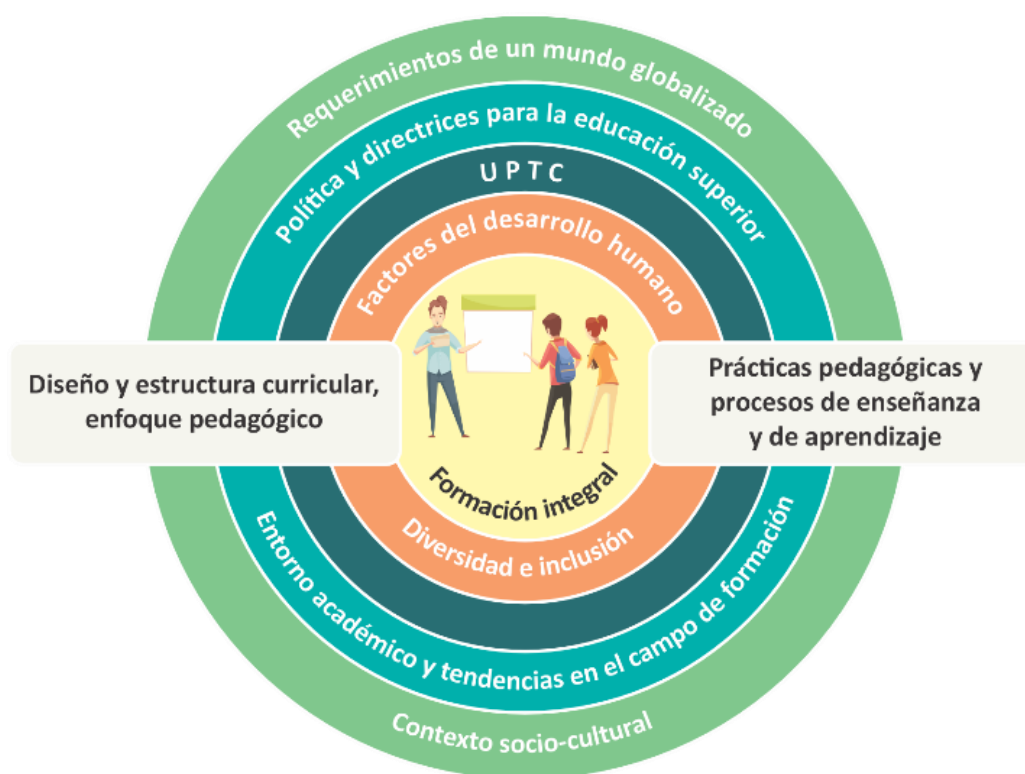 Requerimientos de un mundo globalizado
Política y directrices para la educación superior
UPTC
Factores del desarrollo humano
Diseño y estructura curricular,
enfoque pedagógico
Prácticas pedagógicas y
procesos de enseñanza
y de aprendizaje
Formación integral
Diversidad e inclusión
Entorno académico y tendencias en el campo de formación
Contexto socio-cultural